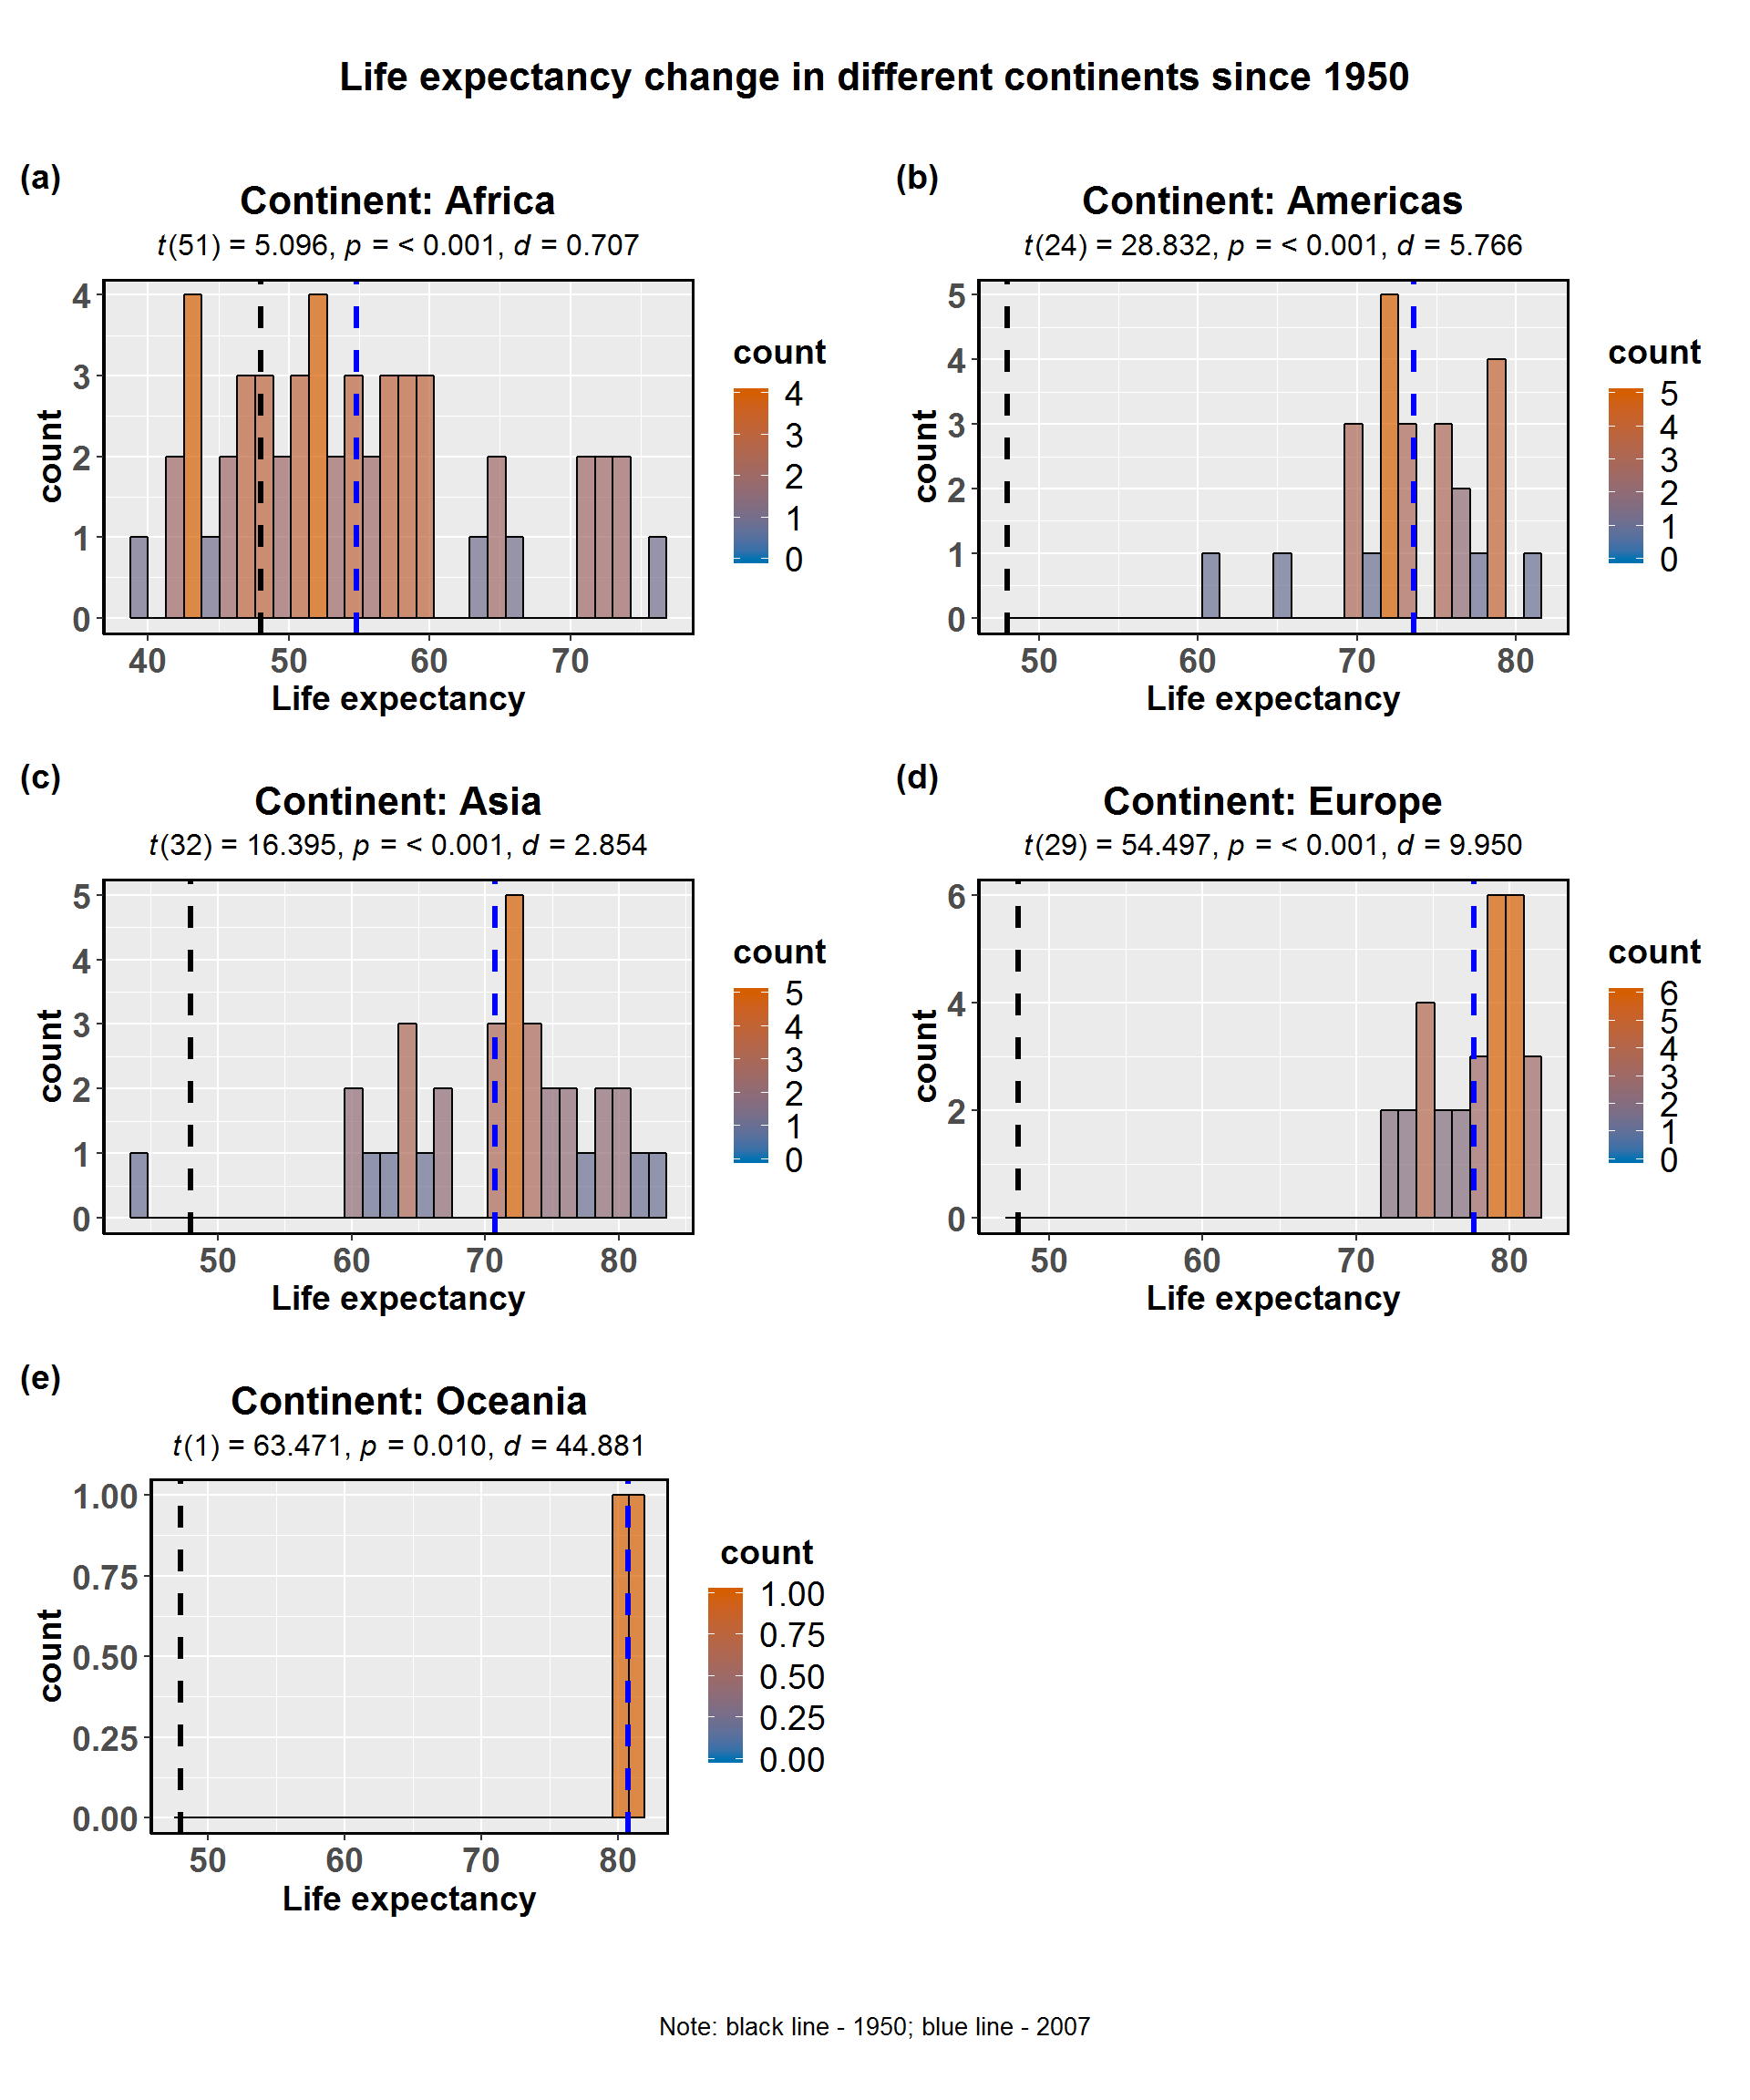 Life expectancy change in different continents since 1950
(a)
Continent: Africa
t(51) = 5.096, p = < 0.001, d = 0.707
4
3
2
1
0
count
40 50 60 70
Life expectancy
count
4
3
2
1
0
(b)
Continent: Americas
t(24) = 28.832, p = < 0.001, d = 5.766
5
4
3
2
1
0
count
50 60 70 80
Life expectancy
count
5
4
3
2
1
0
(c)
Continent: Asia
t(32) = 16.395, p = < 0.001, d = 2.854
5
4
3
2
1
0
count
50 60 70 80
Life expectancy
count
5
4
3
2
1
0
(d)
Continent: Europe
t(29) = 54.497, p = < 0.001, d = 9.950
6
4
2
0
count
50 60 70 80
Life expectancy
count
6
5
4
3
2
1
0
(e)
Continent: Oceania
t(1) = 63.471, p = 0.010, d = 44.881
1.00
0.75
0.50
0.25
0.00
count
50 60 70 80
Life expectancy
count
1.00
0.75
0.50
0.25
0.00
Note: black line - 1950; blue line - 2007